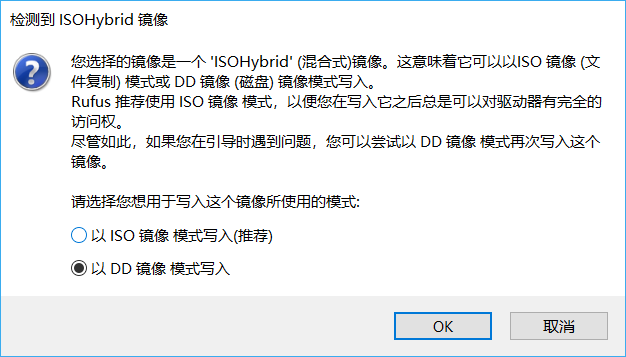 检测到 ISOHybrid 镜像
您选择的镜像是一个 'ISOHybrid' (混合式)镜像。这意味着它可以以ISO 镜像 (文
件复制) 模式或 DD 镜像 (磁盘) 镜像模式写入。
Rufus 推荐使用 ISO 镜像 模式，以便您在写入它之后总是可以对驱动器有完全的
访问权。
尽管如此，如果您在引导时遇到问题，您可以尝试以 DD 镜像 模式再次写入这个
镜像。
请选择您想用于写入这个镜像所使用的模式:
以 ISO 镜像 模式写入(推荐)
以 DD 镜像 模式写入
OK
取消